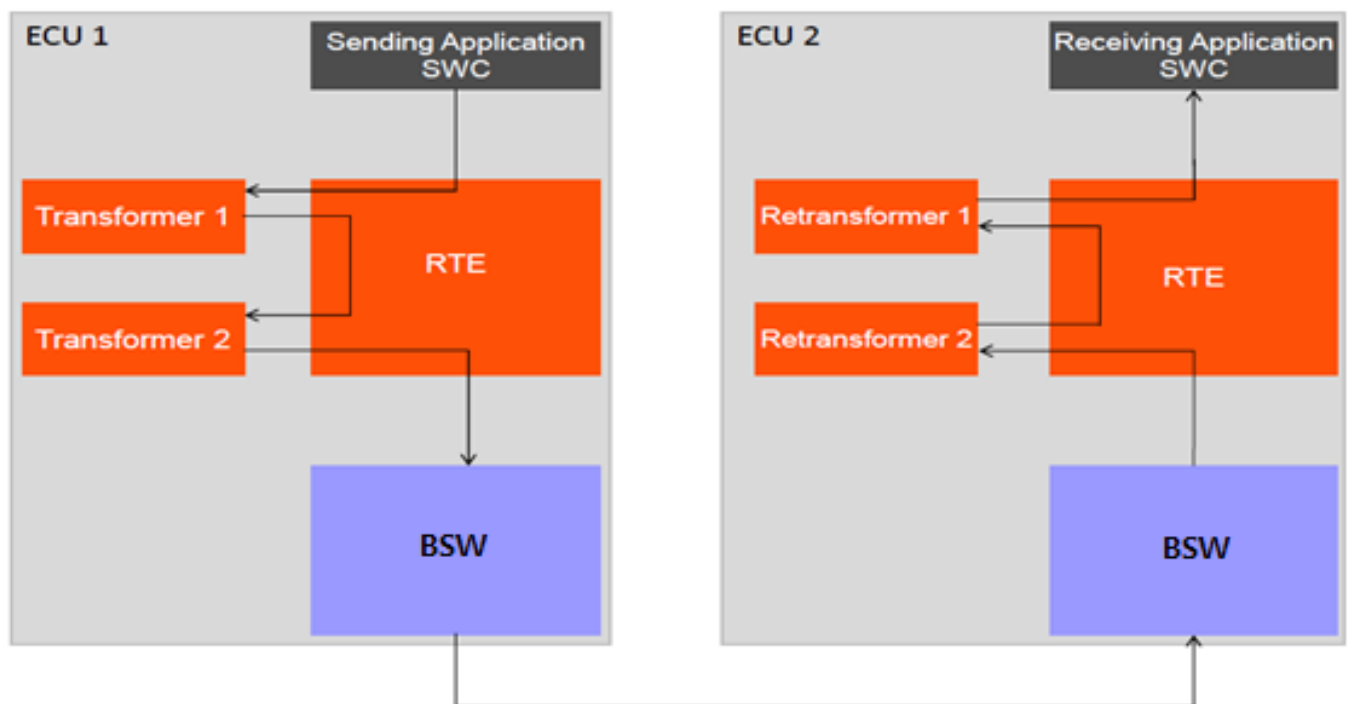 ECU 1
Sending Application
SWC
Transformer 1
RTE
Transformer 2
BSW
ECU 2
Receiving Application
SWC
Retransformer 1
RTE
Retransformer 2
BSW